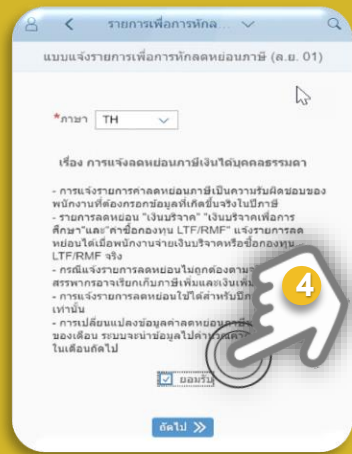 รายการเพื่อการหักล...
แบบแจ้งรายการเพื่อการหักลดหย่อนภาษี (ล.ย. 01)
*ภาษา TH
เรื่อง การแจ้งลดหย่อนภาษีเงินได้บุคคลธรรมดา
- การแจ้งรายการค่าลดหย่อนภาษีเป็นความรับผิดชอบของ
พนักงานที่ต้องกรอกข้อมูลที่เกิดขึ้นจริงในปีภาษี
- รายการลดหย่อน "เงินบริจาค" "เงินบริจาคเพื่อการ
ศึกษา"และ"ค่าซื้อกองทุน LTF/RMF" แจ้งรายการลด
หย่อนได้เมื่อพนักงานจ่ายเงินบริจาคหรือซื้อกองทุน
LTF/RMF จริง
- กรณีแจ้งรายการลดหย่อนไม่ถูกต้องตาม
สรรพากรอาจเรียกเก็บภาษีเพิ่มและเงินเพิ่ม
- การแจ้งรายการลดหย่อนใช้ได้สำหรับปี
เท่านั้น
- การเปลี่ยนแปลงข้อมูลค่าลดหย่อนภาษี
ของเดือน ระบบจะนำข้อมูลไป
ในเดือนถัดไป
4
ยอมรับ
ถัดไป